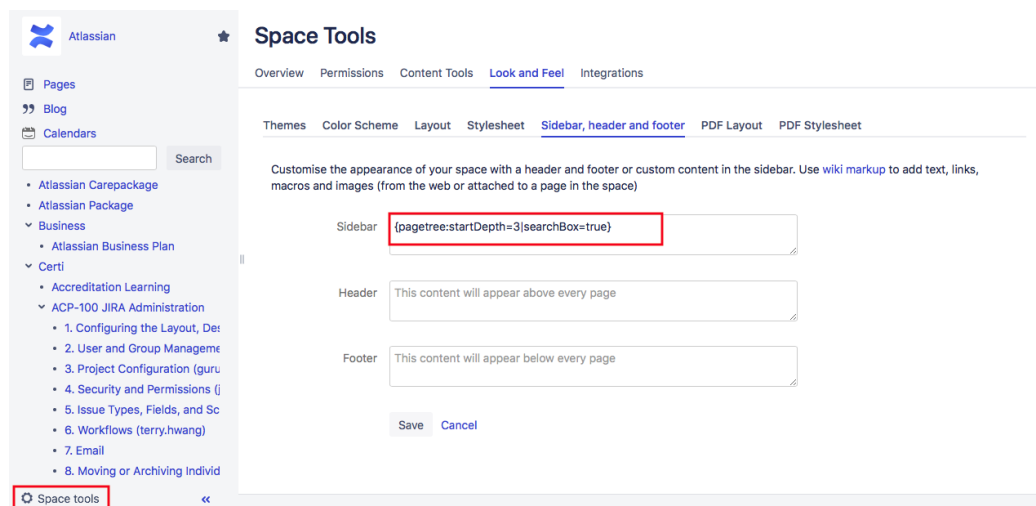 Atlassian
Pages
Blog
Calendars
Search
Atlassian Carepackage
Atlassian Package
Business
Atlassian Business Plan
Certi
Accreditation Learning
ACP-100 JIRA Administration
1. Configuring the Layout, Des
2. User and Group Manageme
3. Project Configuration (guru
4. Security and Permissions (j
5. Issue Types, Fields, and Sc
6. Workflows (terry.hwang)
7. Email
8. Moving or Archiving Individ
Space tools
Space Tools
Overview Permissions Content Tools Look and Feel Integrations
Themes Color Scheme Layout Stylesheet Sidebar, header and footer PDF Layout PDF Stylesheet
Customise the appearance of your space with a header and footer or custom content in the sidebar. Use wiki markup to add text, links,
macros and images (from the web or attached to a page in the space)
Sidebar {pagetree:startDepth=3|searchBox=true}
Header This content will appear above every page
Footer This content will appear below every page
Save Cancel